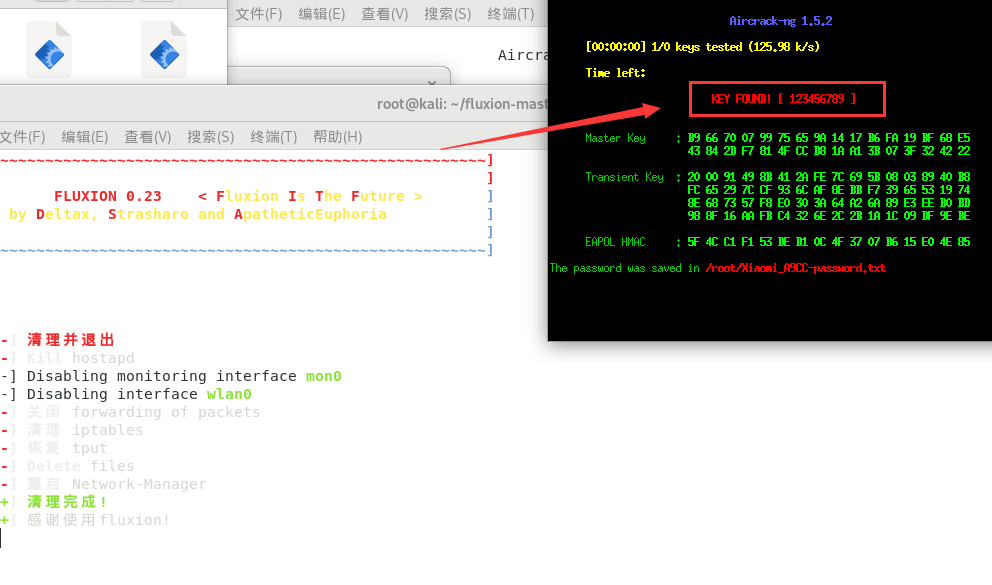 文件(F) 编辑(E) 查看(V) 搜索(S) 终端(T)
Aircra
root@kali: ~/fluxion-mast
文件(F) 编辑(E) 查看(V) 搜索(S) 终端(T) 帮助(H)
~~~~~~~~~~~~~~~~~~~~~~~~~~~~~~~~~~~~~~~~~~~~~~~~~~~~~~]
]
FLUXION 0.23 < Fluxion Is The Future > ]
by Deltax, Strasharo and ApatheticEuphoria ]
]
~~~~~~~~~~~~~~~~~~~~~~~~~~~~~~~~~~~~~~~~~~~~~~~~~~~~~~]
-] 清理并退出
-] Kill hostapd
-] Disabling monitoring interface mon0
-] Disabling interface wlan0
-] 关闭 forwarding of packets
-] 清理 iptables
-] 恢复 tput
-] Delete files
-] 重启 Network-Manager
+] 清理完成!
+] 感谢使用fluxion!
Aircrack-ng 1.5.2
[00:00:00] 1/0 keys tested (125.98 k/s)
Time left:
KEY FOUND! [ 123456789 ]
Master Key : D9 66 70 07 99 75 65 9A 14 17 D6 FA 19 BF 68 E5
43 84 2D F7 81 4F CC D8 1A A1 3B 07 3F 32 42 22
Transient Key : 20 00 91 49 8B 41 2A FE 7C 69 5B 08 03 89 40 D8
FC 65 29 7C CF 93 6C AF 8E BB F7 39 65 53 19 74
8E 68 73 57 F8 E0 30 3A 64 A2 6A 89 E3 EE D0 BD
98 8F 16 AA FB C4 32 6E 2C 2B 1A 1C 09 DF 9E BE
EAPOL HMAC : 5F 4C C1 F1 53 DE D1 0C 4F 37 07 D6 15 E0 4E 85
The password was saved in /root/Xiaomi_A9CC-password.txt